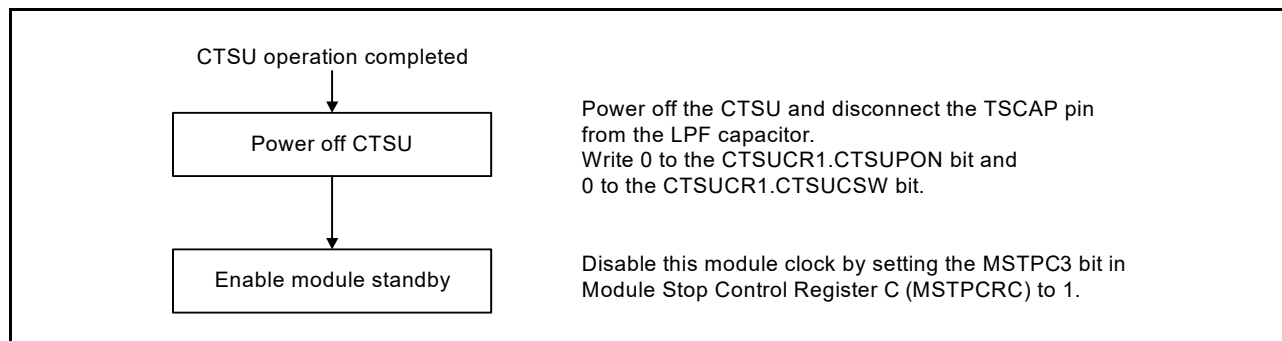 CTSU operation completed
Power off CTSU
Power off the CTSU and disconnect the TSCAP pin
from the LPF capacitor.
Write 0 to the CTSUCR1.CTSUPON bit and
0 to the CTSUCR1.CTSUCSW bit.
Enable module standby
Disable this module clock by setting the MSTPC3 bit in
Module Stop Control Register C (MSTPCRC) to 1.